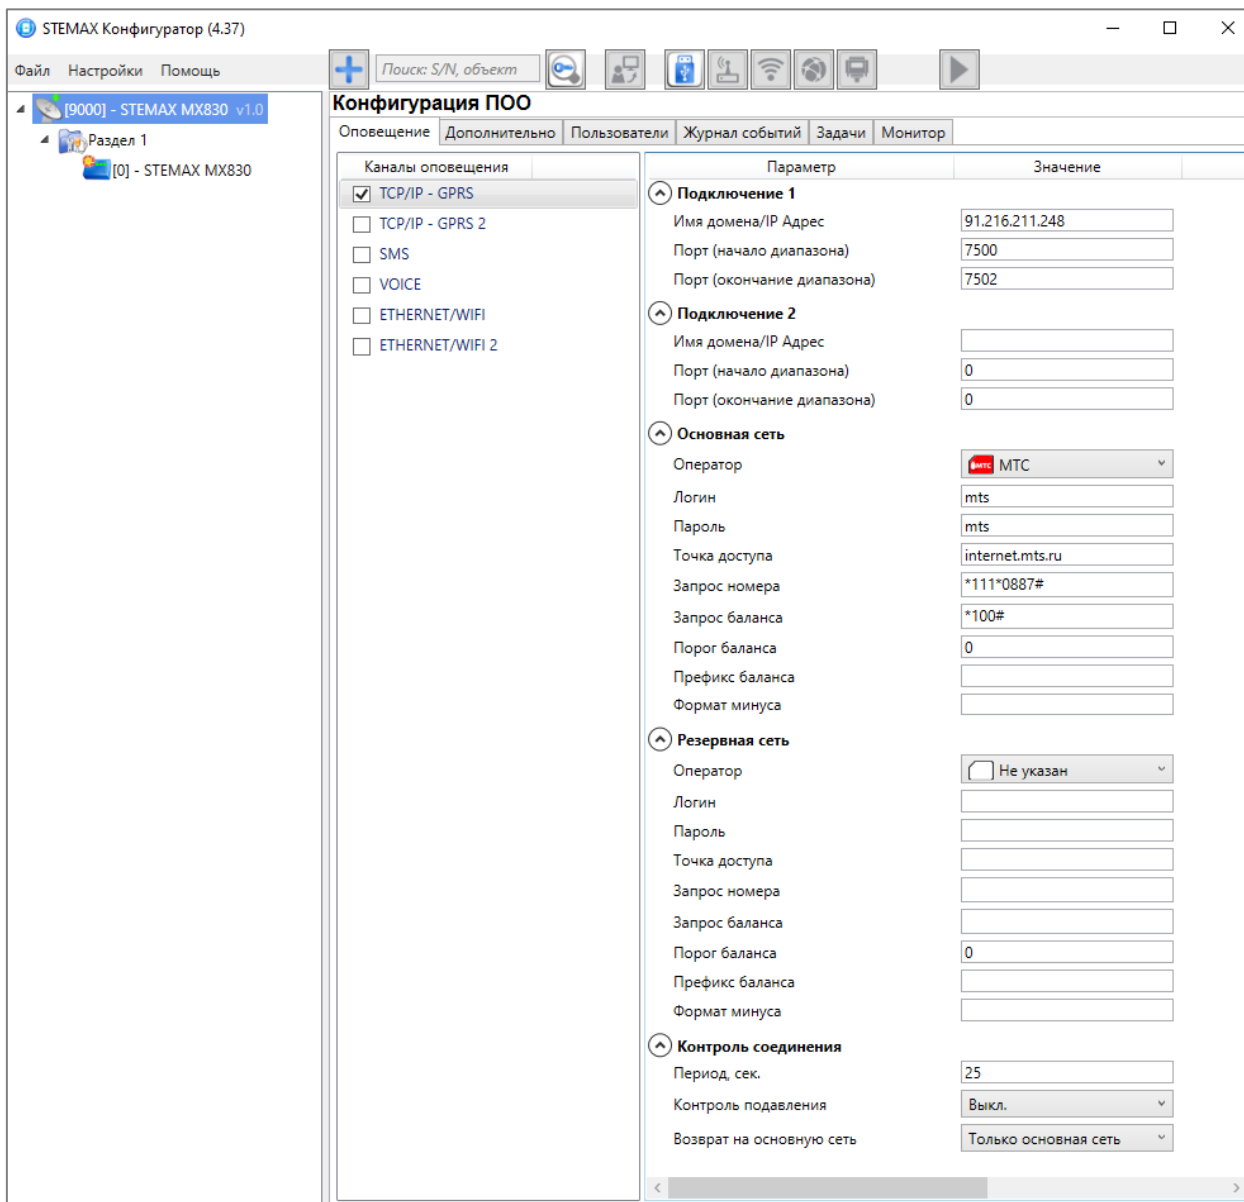 STEMAX Конфигуратор (4.37)
Файл Настройки Помощь
Поиск: S/N, объект
[9000] - STEMAX MX830 v1.0
Раздел 1
[0] - STEMAX MX830
Конфигурация ПОО
Оповещение Дополнительно Пользователи Журнал событий Задачи Монитор
Каналы оповещения
TCP/IP - GPRS
TCP/IP - GPRS 2
SMS
VOICE
ETHERNET/WIFI
ETHERNET/WIFI 2
Параметр Значение
Подключение 1
Имя домена/IP Адрес 91.216.211.248
Порт (начало диапазона) 7500
Порт (окончание диапазона) 7502
Подключение 2
Имя домена/IP Адрес
Порт (начало диапазона) 0
Порт (окончание диапазона) 0
Основная сеть
Оператор МТС МТС
Логин mts
Пароль mts
Точка доступа internet.mts.ru
Запрос номера *111*0887#
Запрос баланса *100#
Порог баланса 0
Префикс баланса
Формат минуса
Резервная сеть
Оператор Не указан
Логин
Пароль
Точка доступа
Запрос номера
Запрос баланса
Порог баланса 0
Префикс баланса
Формат минуса
Контроль соединения
Период, сек. 25
Контроль подавления Выкл.
Возврат на основную сеть Только основная сеть